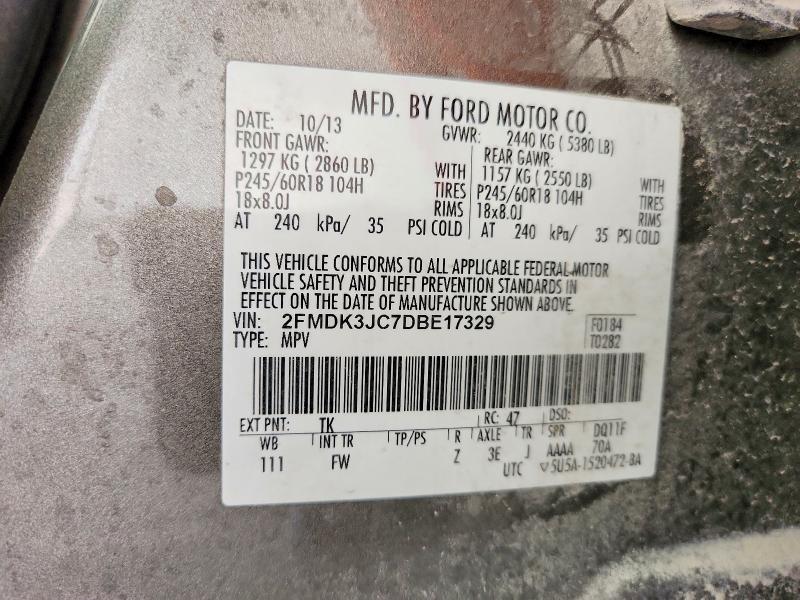 MFD. BY FORD MOTOR CO.
DATE: 10/13 GVWR: 2440 KG ( 5380 LB)
FRONT GAWR: REAR GAWR:
1297 KG ( 2860 LB) WITH 1157 KG ( 2550 LB) WITH
P245/60R18 104H TIRES P245/60R18 104H TIRES
18x8.0J RIMS 18x8.0J RIMS
AT 240 kPa/ 35 PSI COLD AT 240 kPa/ 35 PSI COLD
THIS VEHICLE CONFORMS TO ALL APPLICABLE FEDERAL MOTOR
VEHICLE SAFETY AND THEFT PREVENTION STANDARDS IN
EFFECT ON THE DATE OF MANUFACTURE SHOWN ABOVE.
VIN: 2FMDK3JC7DBE17329 F0184
TYPE: MPV T0282
EXT PNT: TK RC: 47 DSO:
WB INT TR TP/PS R AXLE TR SPR DQ11F
111 FW Z 3E J AAAA 70A
UTC ▽5U5A-1520472-BA